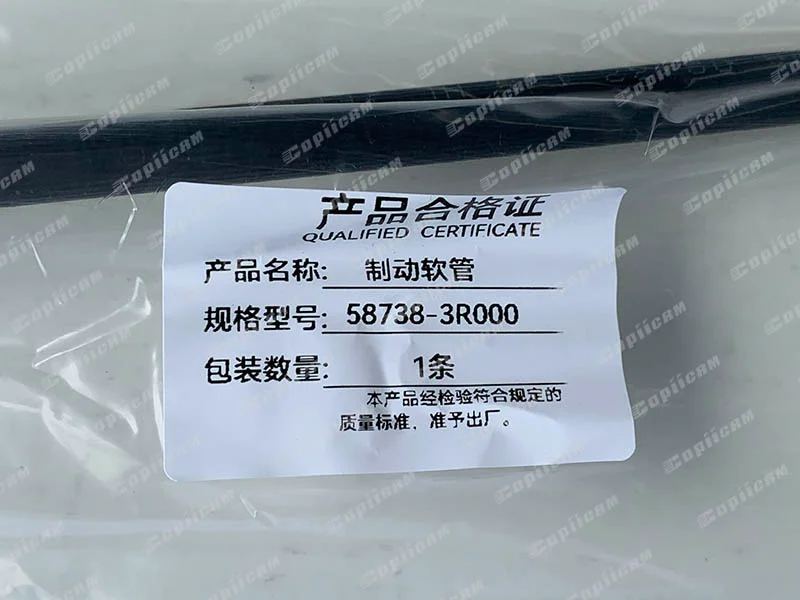 产品合格证
QUALIFIED CERTIFICATE
产品名称: 制动软管
规格型号: 58738-3R000
包装数量: 1条
本产品经检验符合规定的
质量标准，准予出厂。
Copiicam